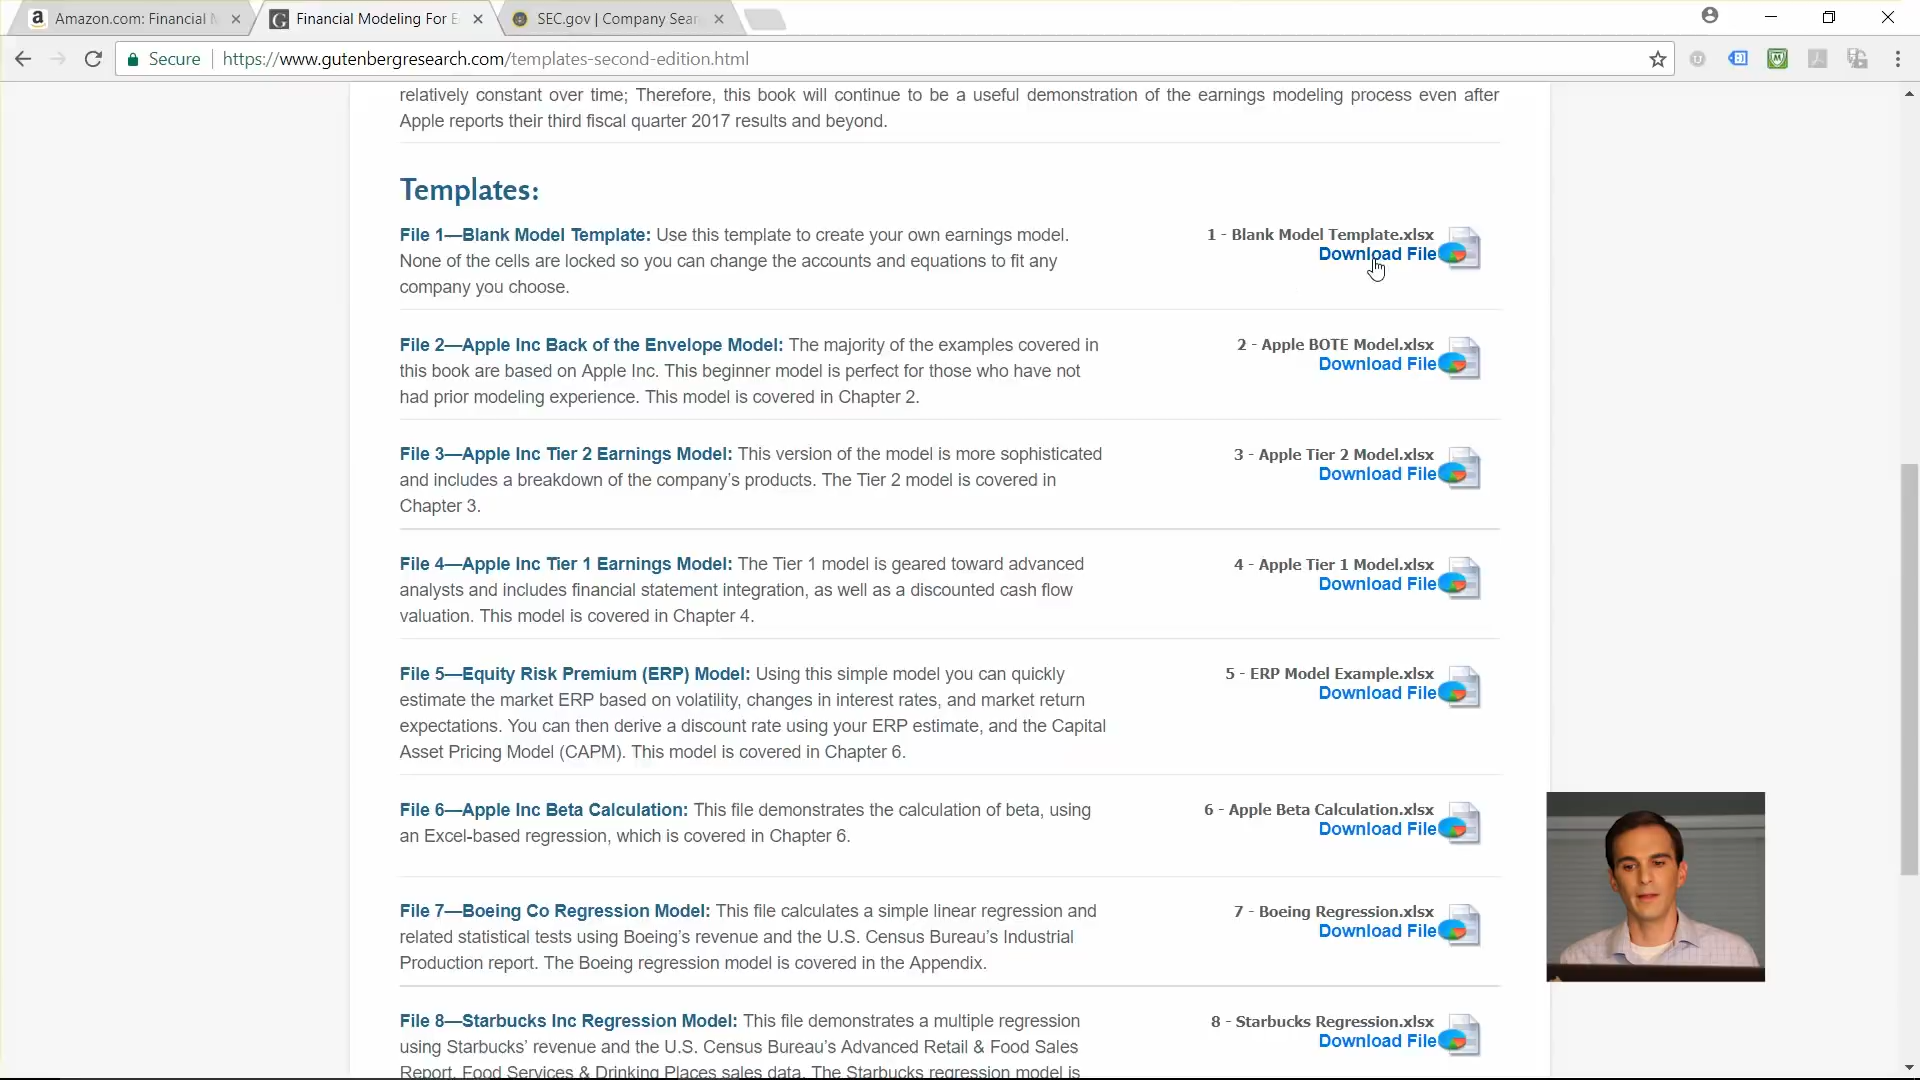 Amazon.com: Financial M
Financial Modeling For E
SEC.gov | Company Sear
Secure
https://www.gutenbergresearch.com/templates-second-edition.html
relatively constant over time; Therefore, this book will continue to be a useful demonstration of the earnings modeling process even after
Apple reports their third fiscal quarter 2017 results and beyond.
Templates:
File 1—Blank Model Template: Use this template to create your own earnings model.
None of the cells are locked so you can change the accounts and equations to fit any
company you choose.
1 - Blank Model Template.xlsx
Download File
File 2—Apple Inc Back of the Envelope Model: The majority of the examples covered in
this book are based on Apple Inc. This beginner model is perfect for those who have not
had prior modeling experience. This model is covered in Chapter 2.
2 - Apple BOTE Model.xlsx
Download File
File 3—Apple Inc Tier 2 Earnings Model: This version of the model is more sophisticated
and includes a breakdown of the company's products. The Tier 2 model is covered in
Chapter 3.
3 - Apple Tier 2 Model.xlsx
Download File
File 4—Apple Inc Tier 1 Earnings Model: The Tier 1 model is geared toward advanced
analysts and includes financial statement integration, as well as a discounted cash flow
valuation. This model is covered in Chapter 4.
4 - Apple Tier 1 Model.xlsx
Download File
File 5—Equity Risk Premium (ERP) Model: Using this simple model you can quickly
estimate the market ERP based on volatility, changes in interest rates, and market return
expectations. You can then derive a discount rate using your ERP estimate, and the Capital
Asset Pricing Model (CAPM). This model is covered in Chapter 6.
5 - ERP Model Example.xlsx
Download File
File 6—Apple Inc Beta Calculation: This file demonstrates the calculation of beta, using
an Excel-based regression, which is covered in Chapter 6.
6 - Apple Beta Calculation.xlsx
Download File
File 7—Boeing Co Regression Model: This file calculates a simple linear regression and
related statistical tests using Boeing's revenue and the U.S. Census Bureau's Industrial
Production report. The Boeing regression model is covered in the Appendix.
7 - Boeing Regression.xlsx
Download File
File 8—Starbucks Inc Regression Model: This file demonstrates a multiple regression
using Starbucks' revenue and the U.S. Census Bureau's Advanced Retail & Food Sales
Report, Food Services & Drinking Places sales data. The Starbucks regression model is
8 - Starbucks Regression.xlsx
Download File